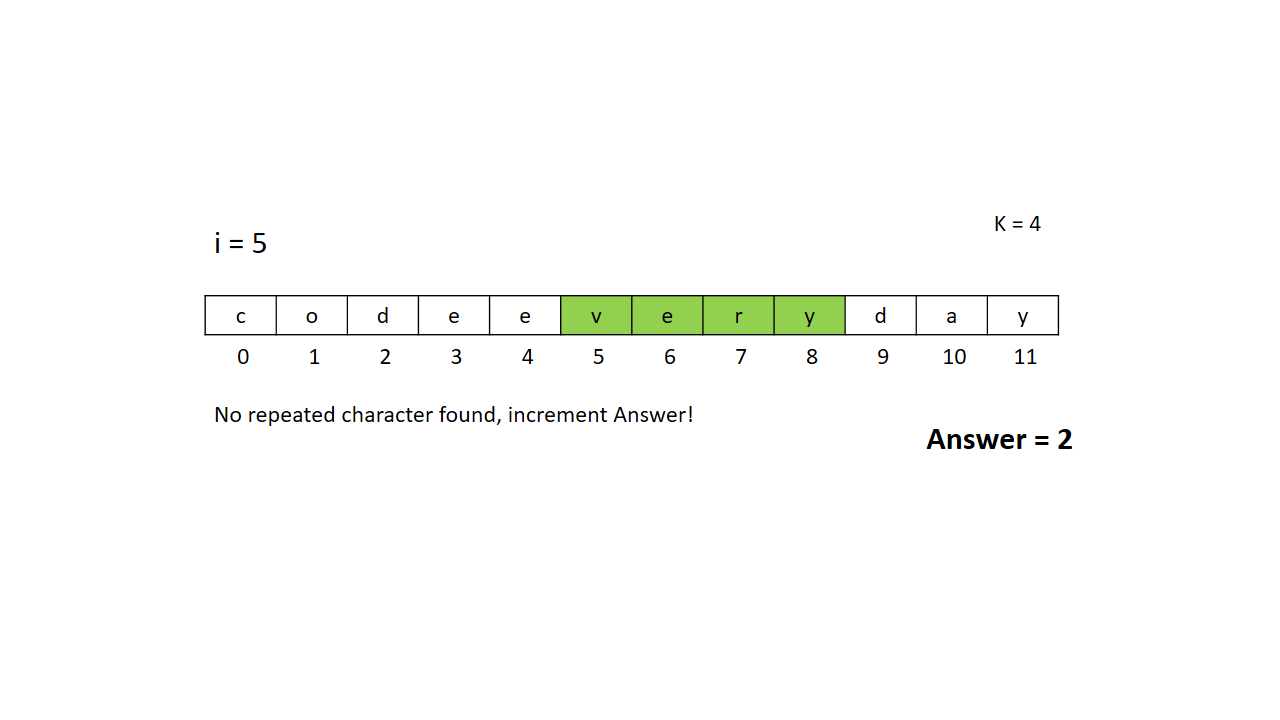 K = 4
i = 5
c o d e e v e r y d a y
0 1 2 3 4 5 6 7 8 9 10 11
No repeated character found, increment Answer!
Answer = 2